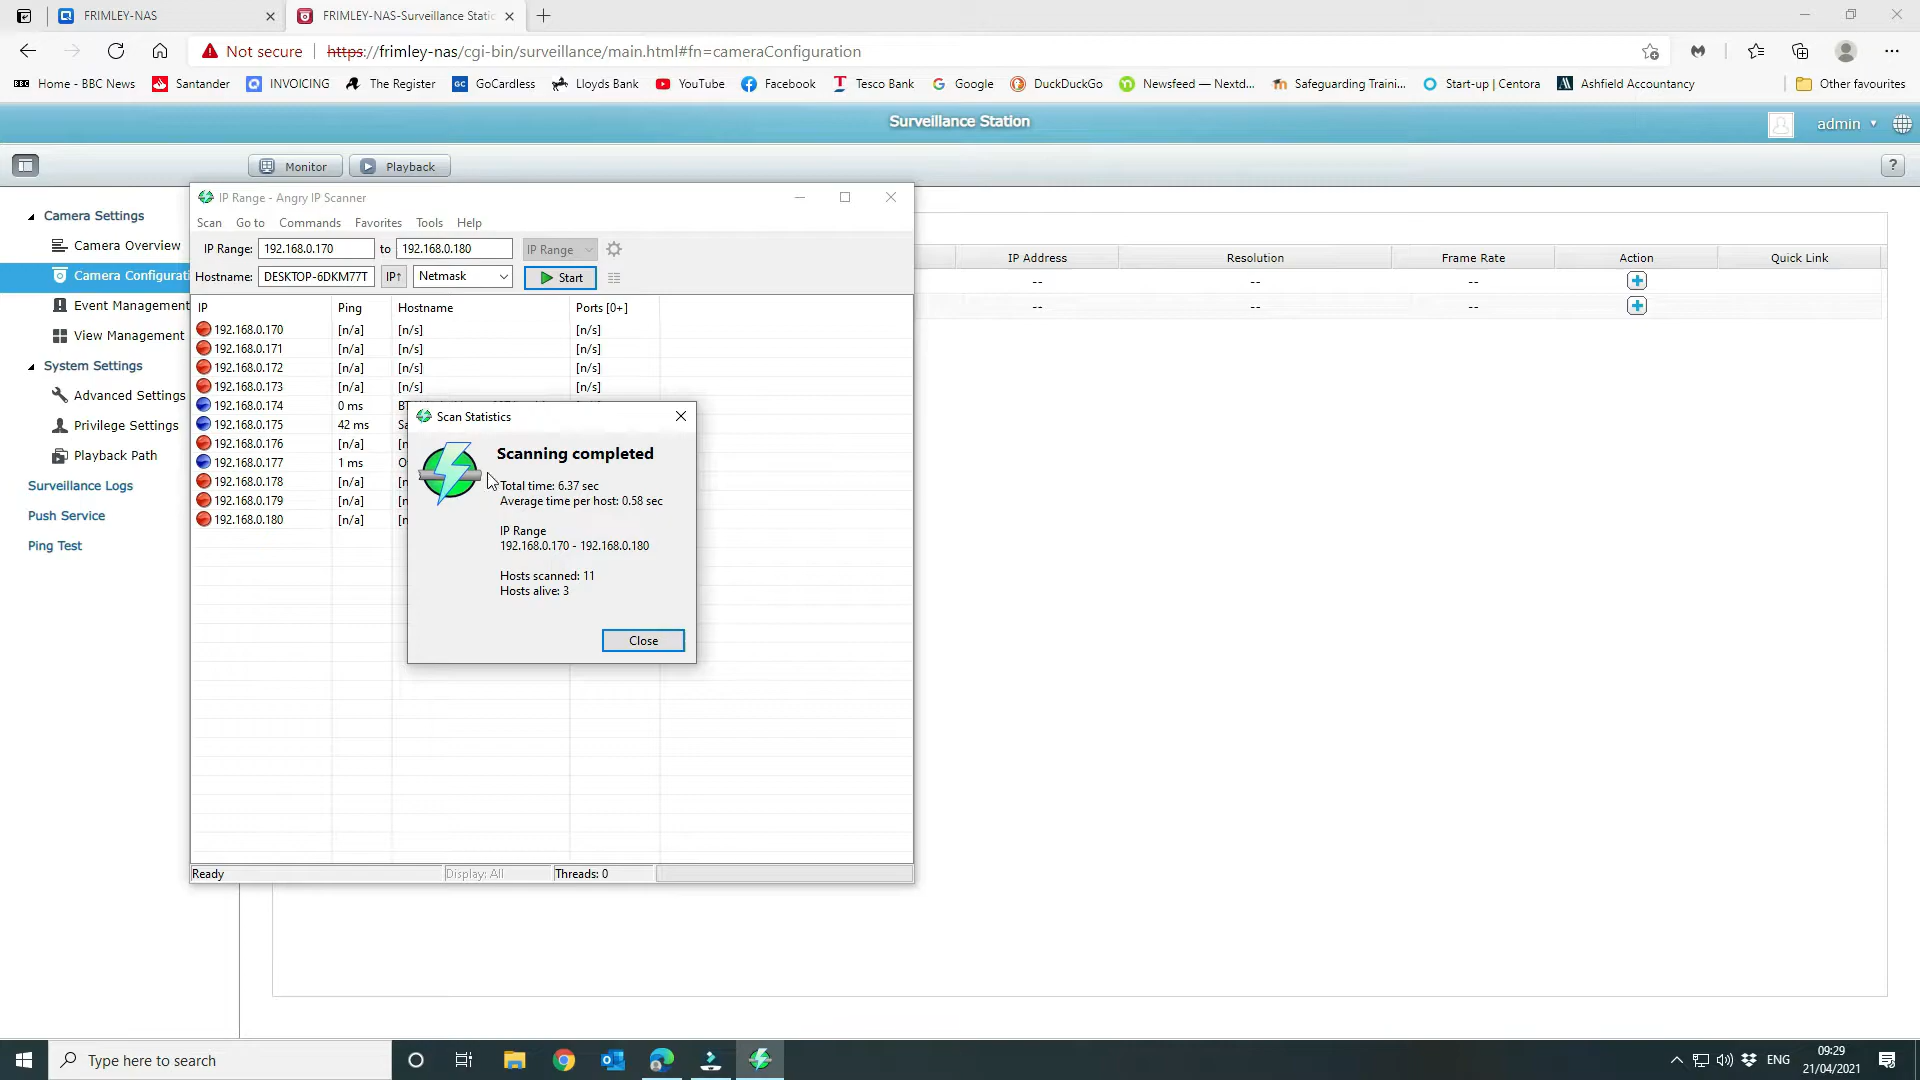 FRIMLEY-NAS
FRIMLEY-NAS-Surveillance Static
Not secure https://frimley-nas/cgi-bin/surveillance/main.html#fn=cameraConfiguration
BBC Home - BBC News Santander INVOICING The Register GC GoCardless Lloyds Bank YouTube Facebook Tesco Bank Google DuckDuckGo Newsfeed — Nextd... Safeguarding Traini... Start-up | Centora Ashfield Accountancy Other favourites
Surveillance Station
admin
Monitor Playback ?
Camera Settings
Camera Overview
Camera Configurati
Event Management
View Management
System Settings
Advanced Settings
Privilege Settings
Playback Path
Surveillance Logs
Push Service
Ping Test
IP Range - Angry IP Scanner
Scan Go to Commands Favorites Tools Help
IP Range: 192.168.0.170 to 192.168.0.180 IP Range
Hostname: DESKTOP-6DKM77T IP↑ Netmask Start
IP Ping Hostname Ports [0+]
192.168.0.170 [n/a] [n/s] [n/s]
192.168.0.171 [n/a] [n/s] [n/s]
192.168.0.172 [n/a] [n/s] [n/s]
192.168.0.173 [n/a] [n/s] [n/s]
192.168.0.174 0 ms
192.168.0.175 42 ms
192.168.0.176 [n/a]
192.168.0.177 1 ms
192.168.0.178 [n/a]
192.168.0.179 [n/a]
192.168.0.180 [n/a]
Scan Statistics
Scanning completed
Total time: 6.37 sec
Average time per host: 0.58 sec
IP Range
192.168.0.170 - 192.168.0.180
Hosts scanned: 11
Hosts alive: 3
Close
Ready Display: All Threads: 0
IP Address Resolution Frame Rate Action Quick Link
-- -- --
-- -- --
Type here to search
ENG
09:29
21/04/2021